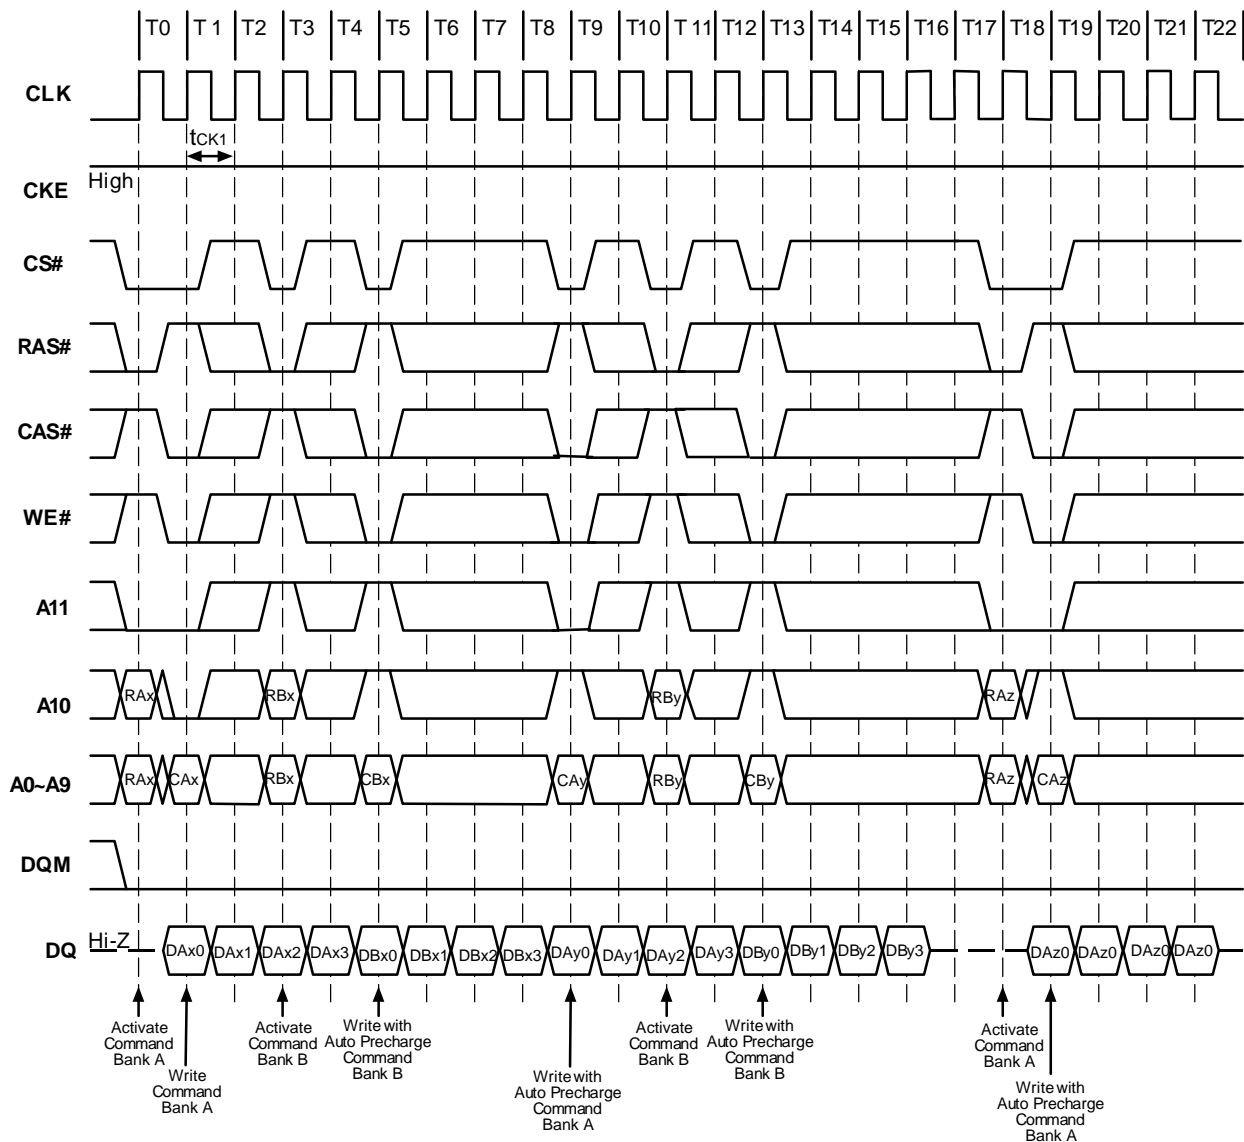 T0 T 1 T2 T3 T4 T5 T6 T7 T8 T9 T10 T 11 T12 T13 T14 T15 T16 T17 T18 T19 T20 T21 T22
CLK
tCK1
High
CKE
CS#
RAS#
CAS#
WE#
A11
A10 RAx RBx RBy RAz
A0~A9 RAx CAx RBx CBx CAy RBy CBy RAz CAz
DQM
DQ Hi-Z DAx0 DAx1 DAx2 DAx3 DBx0 DBx1 DBx2 DBx3 DAy0 DAy1 DAy2 DAy3 DBy0 DBy1 DBy2 DBy3 DAz0 DAz0 DAz0 DAz0
Activate
Command
Bank A
Write
Command
Bank A
Activate
Command
Bank B
Write with
Auto Precharge
Command
Bank B
Write with
Auto Precharge
Command
Bank A
Activate
Command
Bank B
Write with
Auto Precharge
Command
Bank B
Activate
Command
Bank A
Write with
Auto Precharge
Command
Bank A